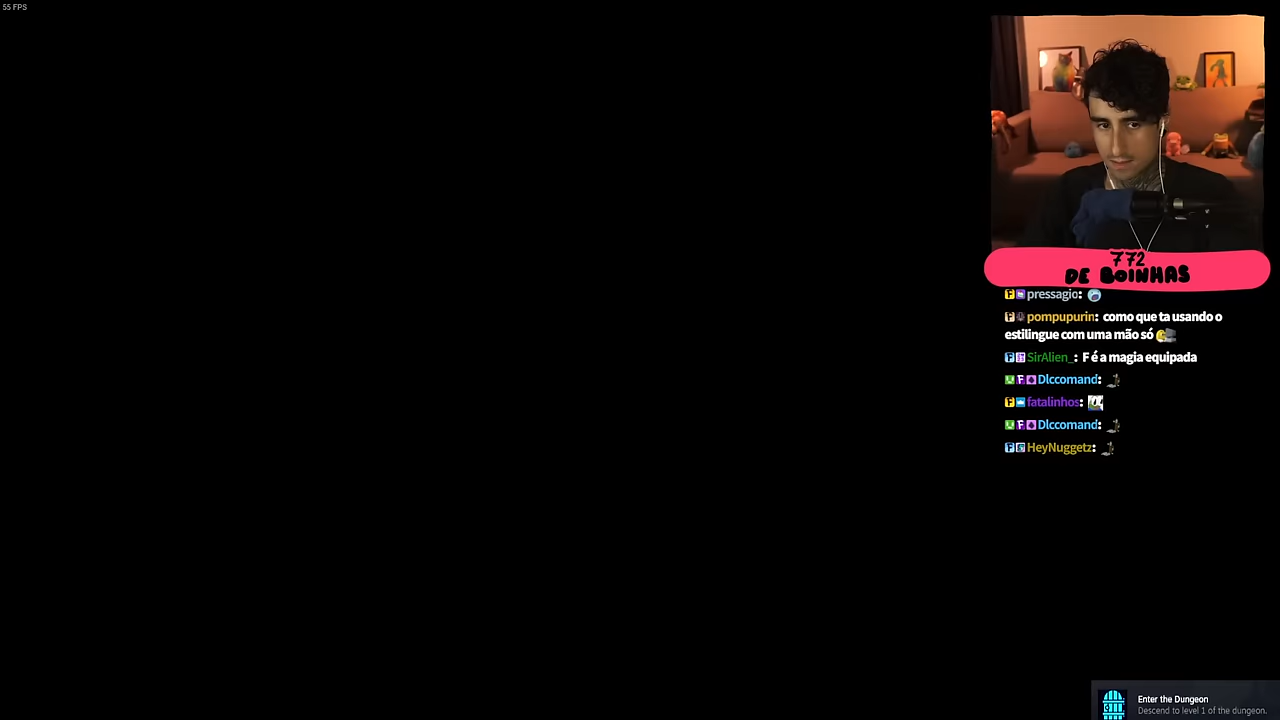 55 FPS
772
DE BOINHAS
pressagio:
pompupurin: como que ta usando o
estilingue com uma mão só
SirAlien_: F é a magia equipada
Dlccomand:
fatalinhos:
Dlccomand:
HeyNuggetz:
Enter the Dungeon
Descend to level 1 of the dungeon.